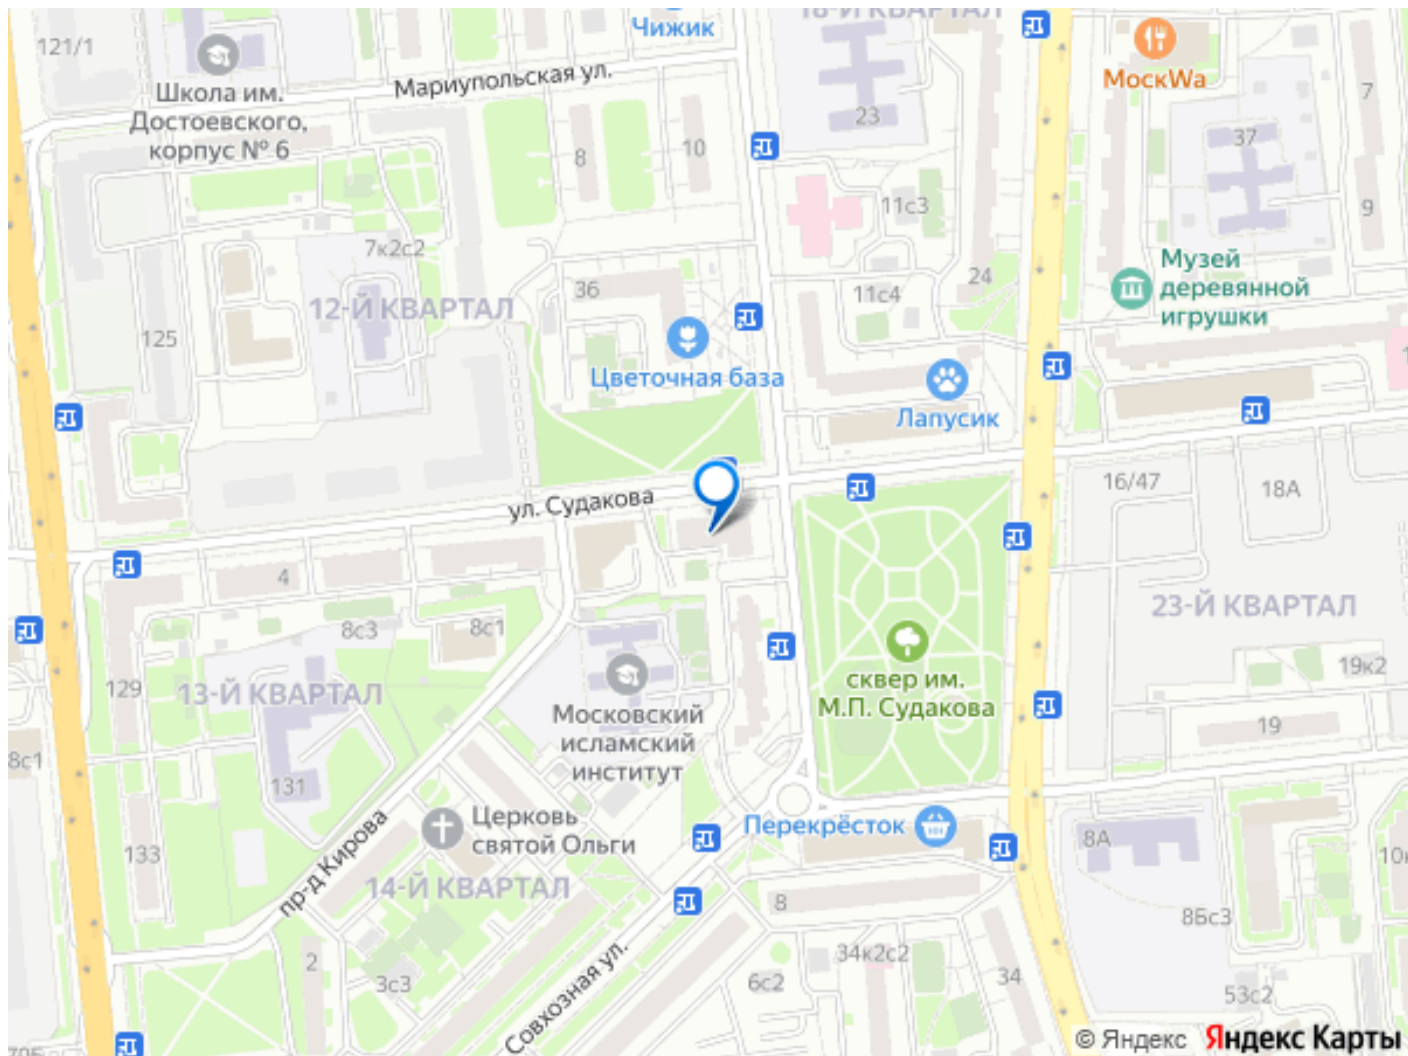 Чижик
18-Й КВАРТАЛ
121/1
МоскWа
Мариупольская ул.
Школа им.
Достоевского,
корпус № 6
7
23
37
8
10
11с3
9
7к2с2
Музей
деревянной
игрушки
24
36
11с4
12-Й КВАРТАЛ
125
Цветочная база
Лапусик
16/47
18А
ул. Судакова
4
8с3
8с1
23-Й КВАРТАЛ
19к2
129
13-Й КВАРТАЛ
сквер им.
М.П. Судакова
Московский
исламский
институт
19
8с1
131
Церковь
святой Ольги
Перекрёсток
8А
133
пр-д Кирова
14-Й КВАРТАЛ
8
8Бс3
2
3с3
Совхозная ул.
34к2с2
6с2
34
53с2
© Яндекс Яндекс Карты